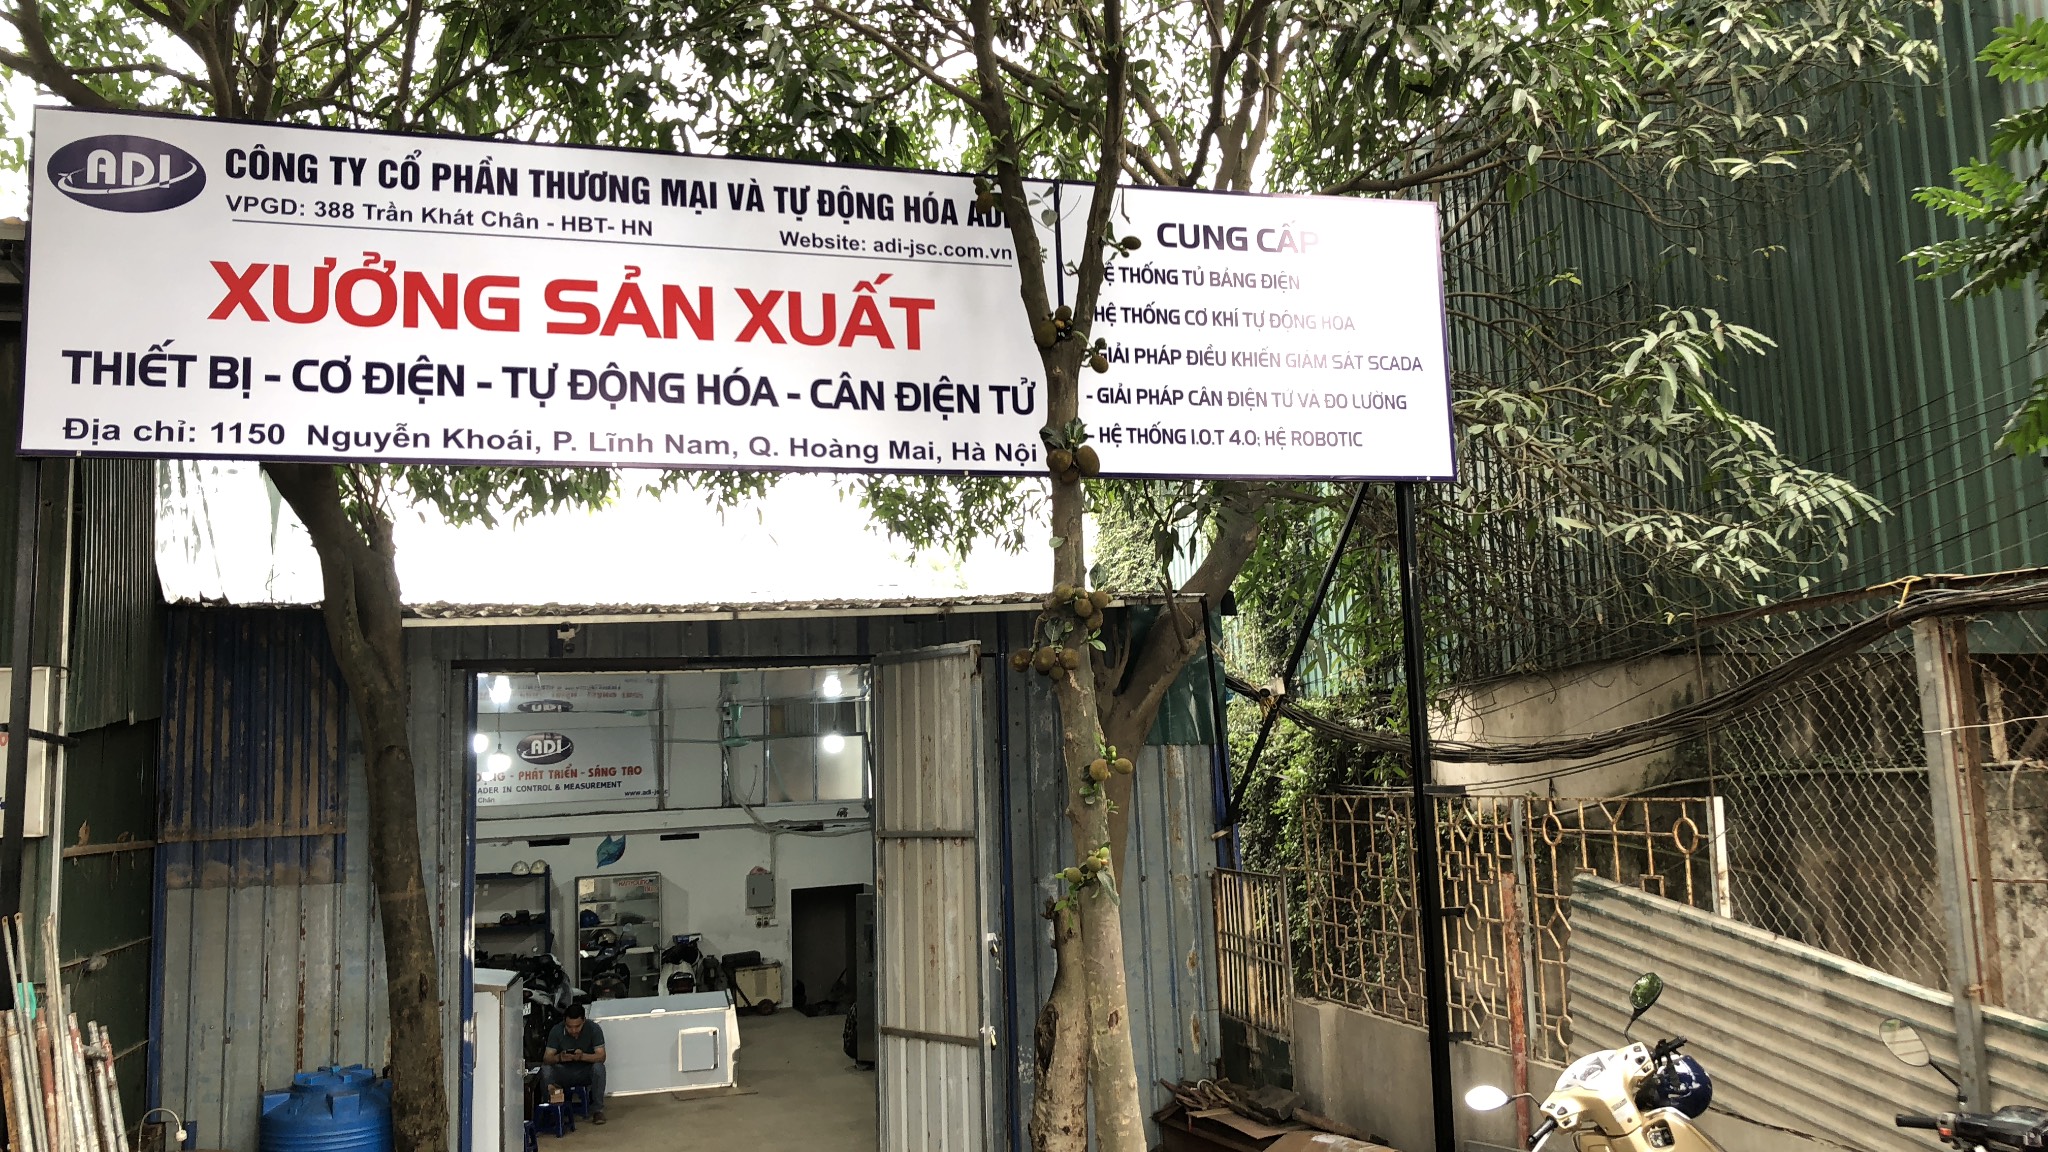 ADI
CÔNG TY CỔ PHẦN THƯƠNG MẠI VÀ TỰ ĐỘNG HÓA ADI
VPGD: 388 Trần Khát Chân - HBT- HN
Website: adi-jsc.com.vn
XƯỞNG SẢN XUẤT
THIẾT BỊ - CƠ ĐIỆN - TỰ ĐỘNG HÓA - CÂN ĐIỆN TỬ
Địa chỉ: 1150 Nguyễn Khoái, P. Lĩnh Nam, Q. Hoàng Mai, Hà Nội
CUNG CẤP
HỆ THỐNG TỦ BẢNG ĐIỆN
HỆ THỐNG CƠ KHÍ TỰ ĐỘNG HOA
GIẢI PHÁP ĐIỀU KHIỂN GIÁM SÁT SCADA
- GIẢI PHÁP CÂN ĐIỆN TỬ VÀ ĐO LƯỜNG
- HỆ THỐNG I.O.T 4.0; HỆ ROBOTIC
ADI
ADI
- PHÁT TRIỂN - SÁNG TẠO
IN CONTROL & MEASUREMENT
Chân